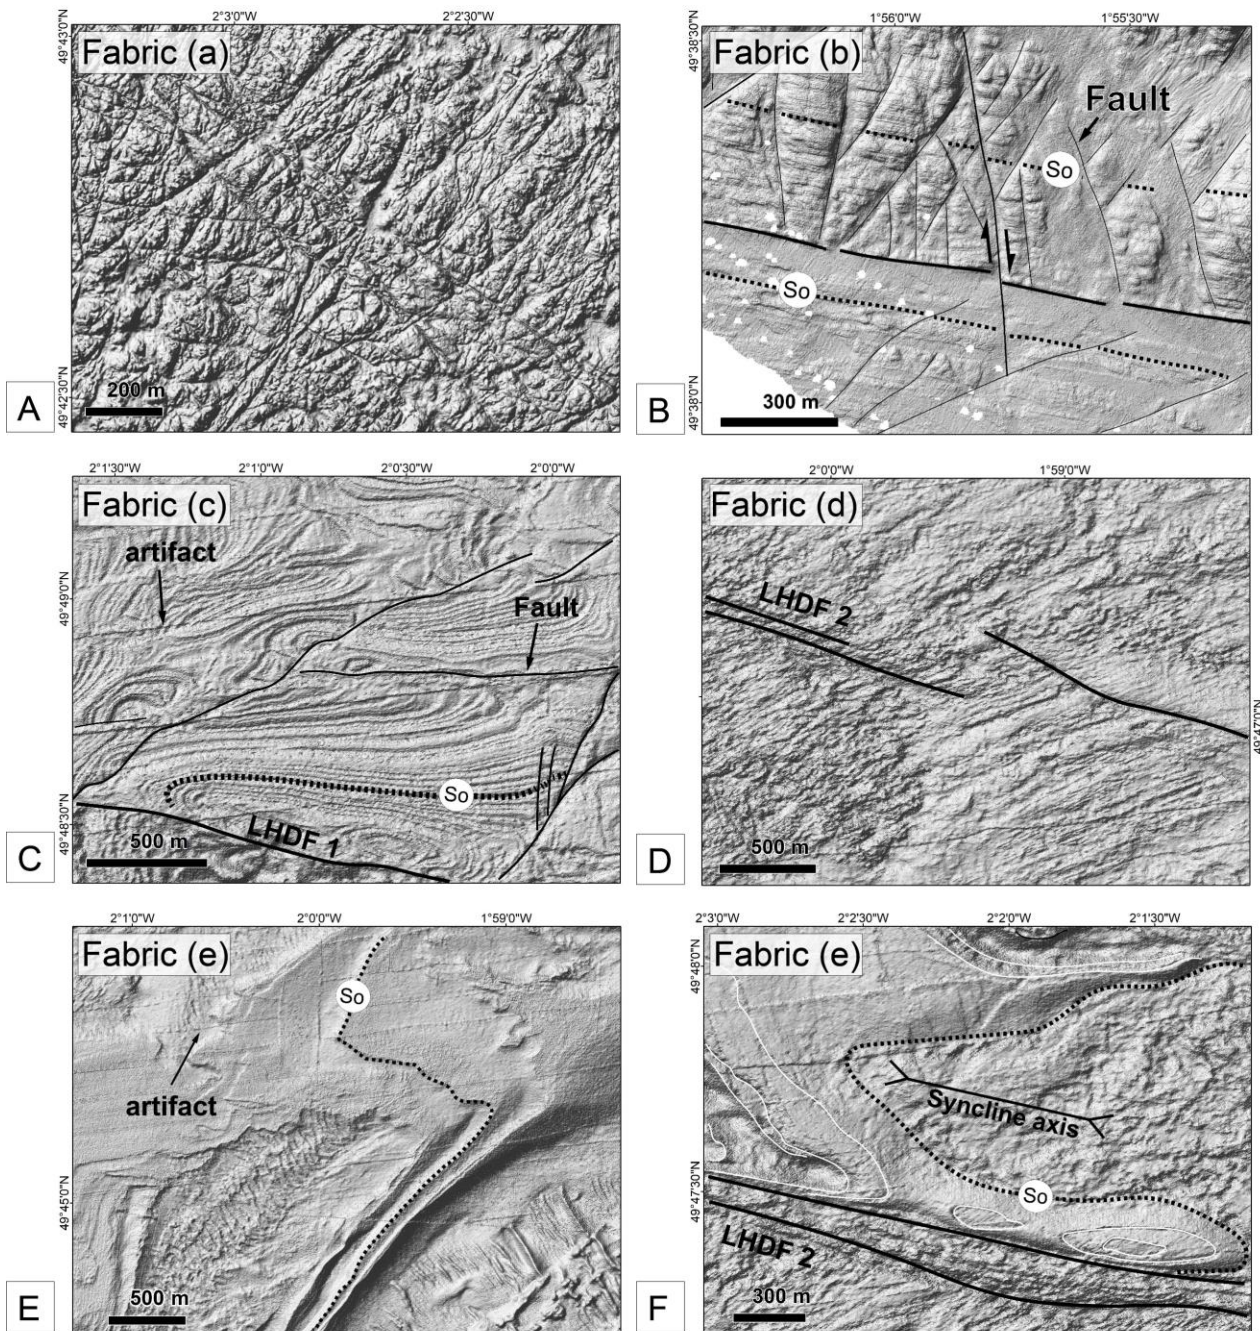 2°3'0"W 2°2'30"W
49°43'0"N
Fabric (a)
200 m
49°42'30"N
A
1°56'0"W 1°55'30"W
49°38'30"N
Fabric (b)
Fault
So
So
300 m
49°38'0"N
B
2°1'30"W 2°1'0"W 2°0'30"W 2°0'0"W
Fabric (c)
artifact
49°49'0"N
Fault
So
LHDF 1
49°48'30"N
500 m
C
2°0'0"W 1°59'0"W
Fabric (d)
LHDF 2
49°47'0"N
500 m
D
2°1'0"W 2°0'0"W 1°59'0"W
Fabric (e)
So
artifact
49°45'0"N
500 m
E
2°3'0"W 2°2'30"W 2°2'0"W 2°1'30"W
49°48'0"N
Fabric (e)
Syncline axis
49°47'30"N
So
LHDF 2
300 m
F